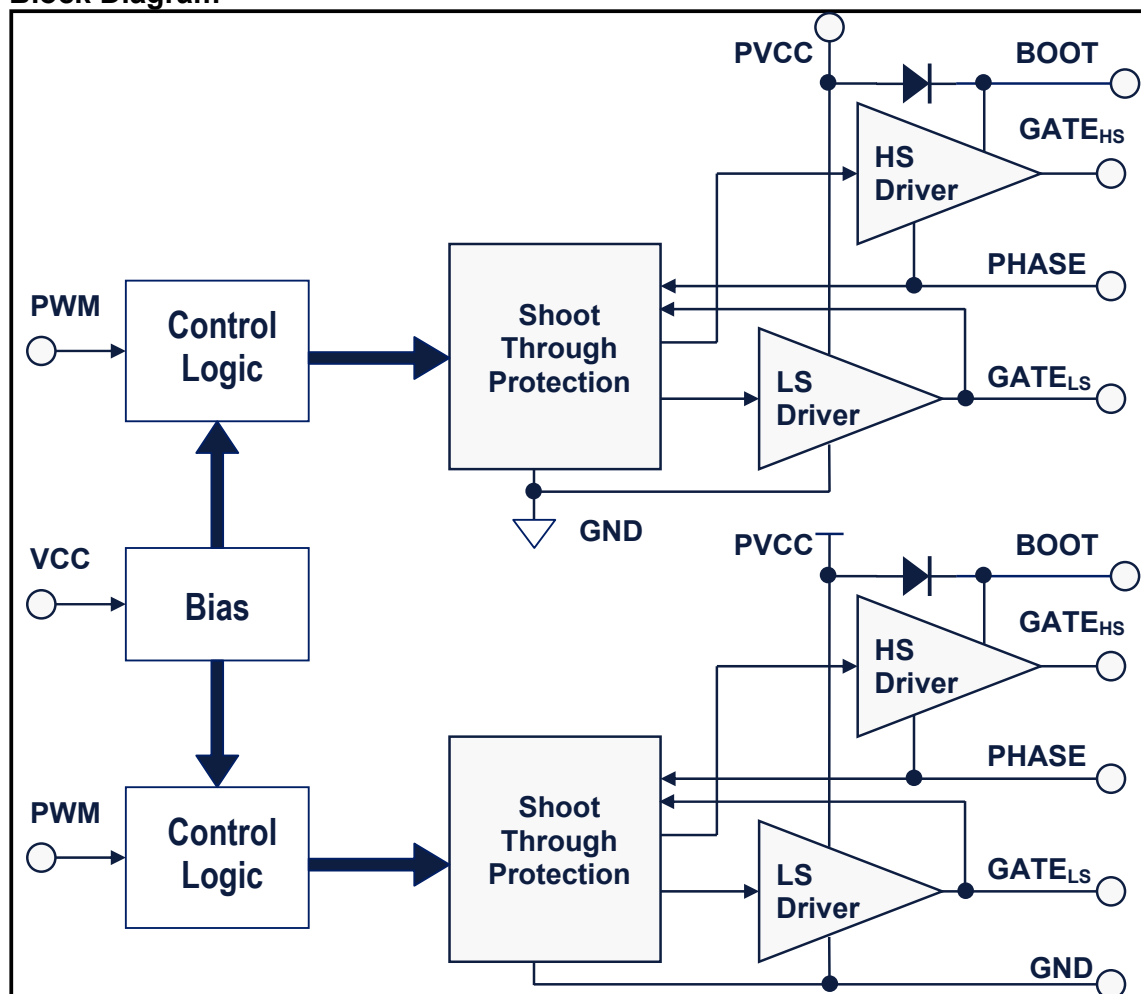 Block Diagram
PVCC
BOOT
GATEHS
HS
Driver
PHASE
PWM
Control
Logic
Shoot
Through
Protection
LS
Driver
GATELS
GND
VCC
Bias
PVCC
BOOT
GATEHS
HS
Driver
PHASE
PWM
Control
Logic
Shoot
Through
Protection
LS
Driver
GATELS
GND